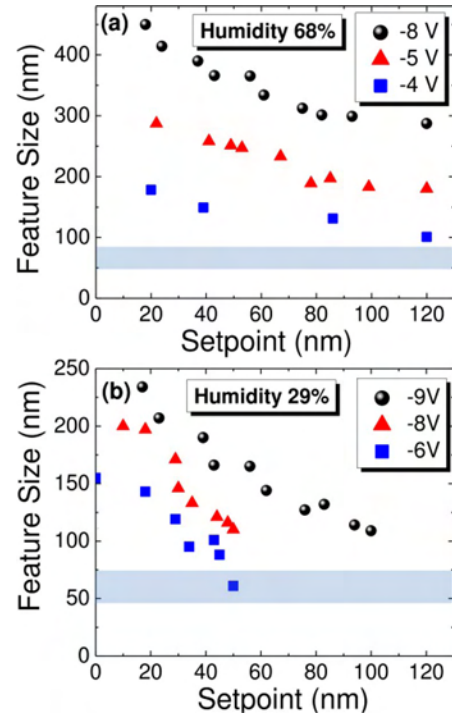 (a)
Humidity 68%
-8 V
-5 V
-4 V
Feature Size (nm)
400
300
200
100
0
0 20 40 60 80 100 120
Setpoint (nm)
(b)
Humidity 29%
-9V
-8V
-6V
Feature Size (nm)
250
200
150
100
50
0
0 20 40 60 80 100 120
Setpoint (nm)